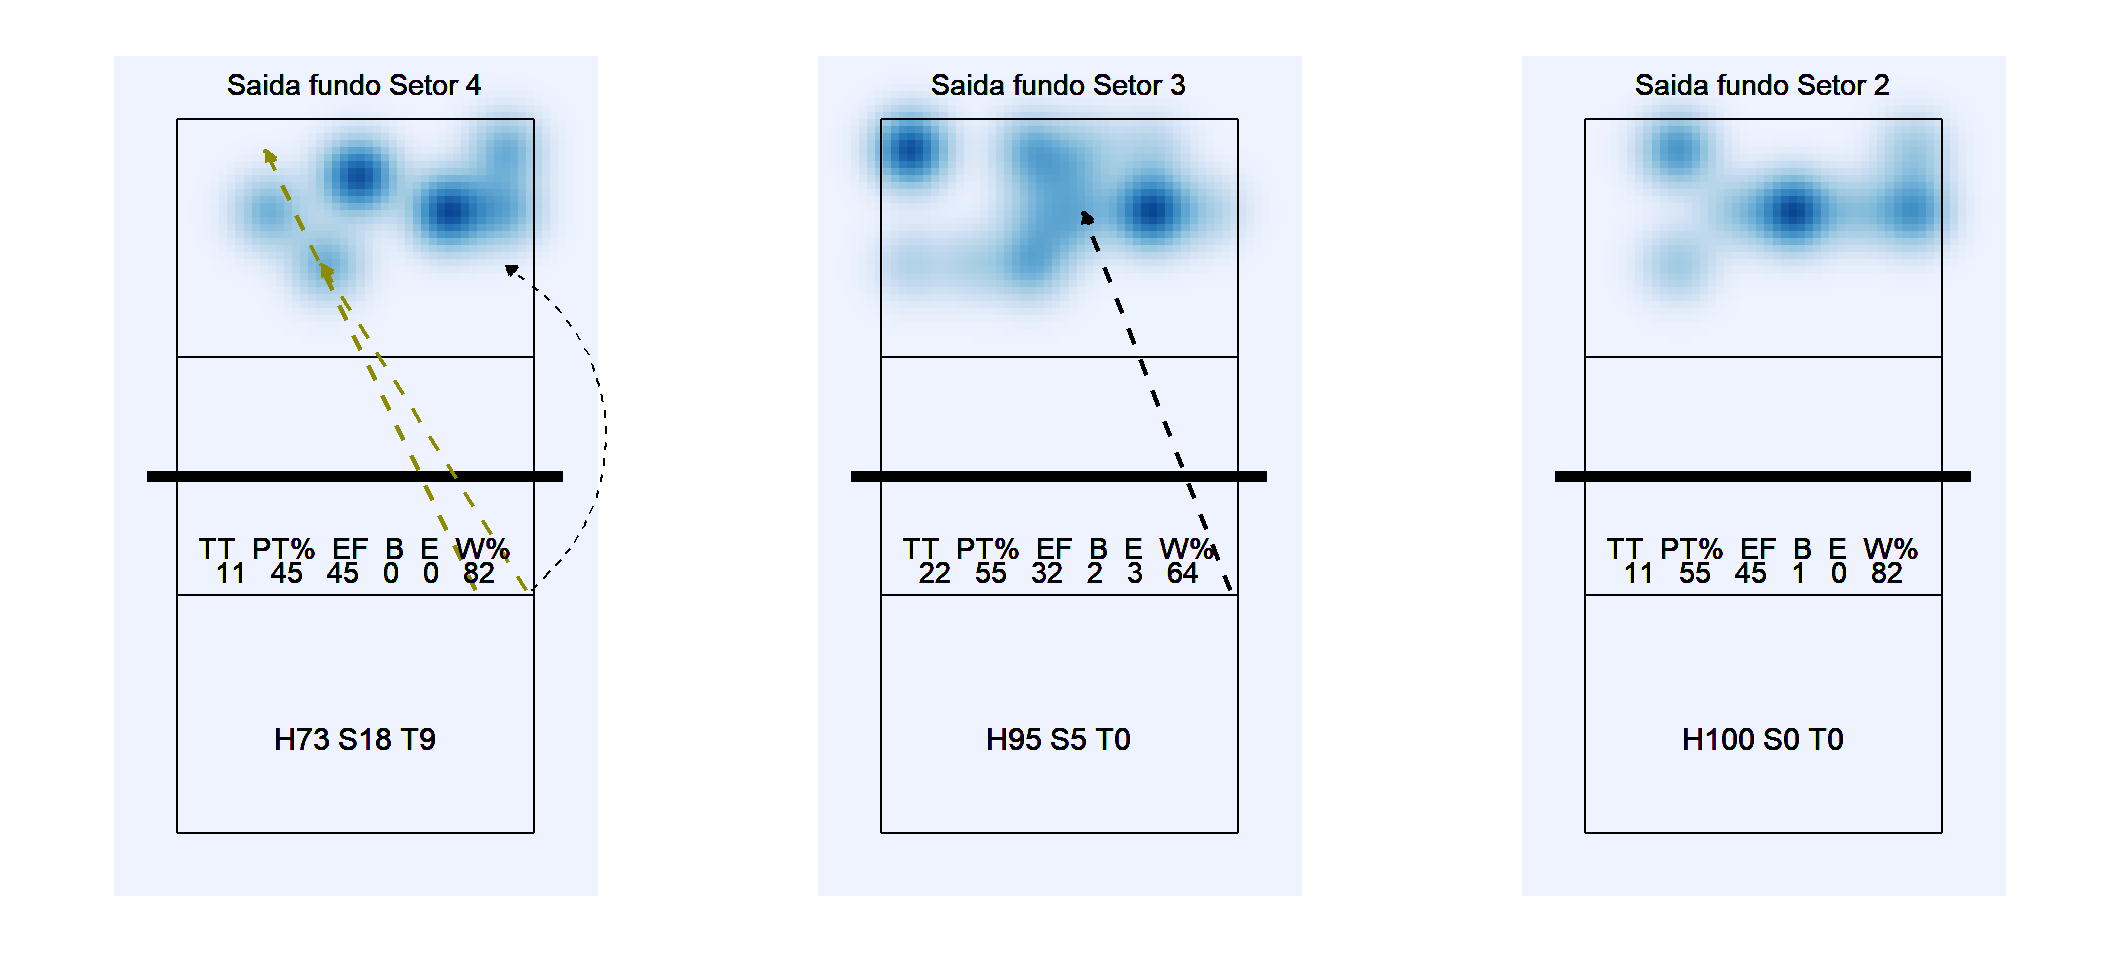 Saida fundo Setor 4
TT PT% EF B E W%
11 45 45 0 0 82
H73 S18 T9
Saida fundo Setor 3
TT PT% EF B E W%
22 55 32 2 3 64
H95 S5 T0
Saida fundo Setor 2
TT PT% EF B E W%
11 55 45 1 0 82
H100 S0 T0